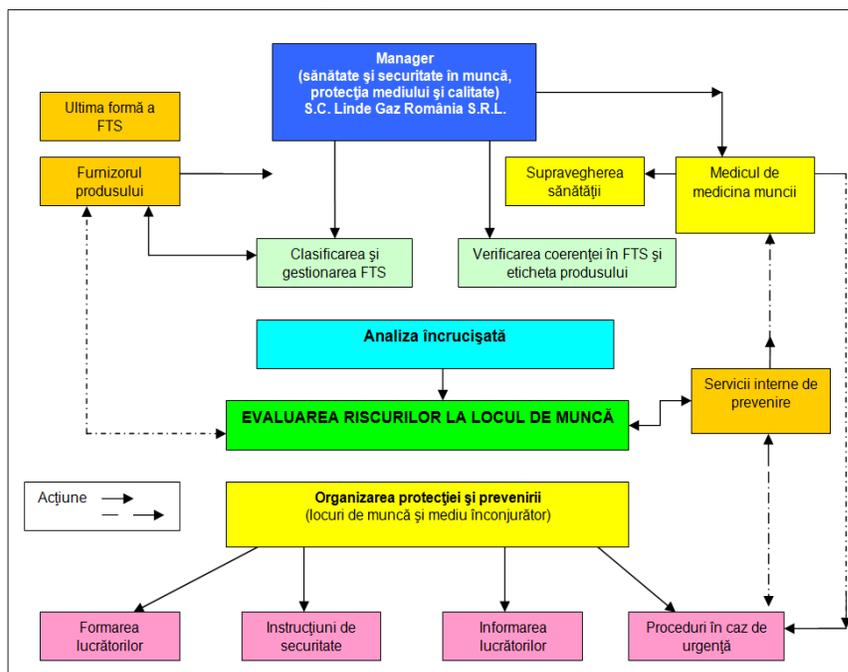 Manager
(sănătate şi securitate în muncă,
protecţia mediului şi calitate)
S.C. Linde Gaz România S.R.L.
Ultima formă a
FTS
Furnizorul
produsului
Supravegherea
sănătăţii
Medicul de
medicina muncii
Clasificarea şi
gestionarea FTS
Verificarea coerenţei în FTS şi
eticheta produsului
Analiza încrucişată
EVALUAREA RISCURILOR LA LOCUL DE MUNCĂ
Servicii interne de
prevenire
Acţiune
Organizarea protecţiei şi prevenirii
(locuri de muncă şi mediu înconjurător)
Formarea
lucrătorilor
Instrucţiuni de
securitate
Informarea
lucrătorilor
Proceduri în caz de
urgenţă